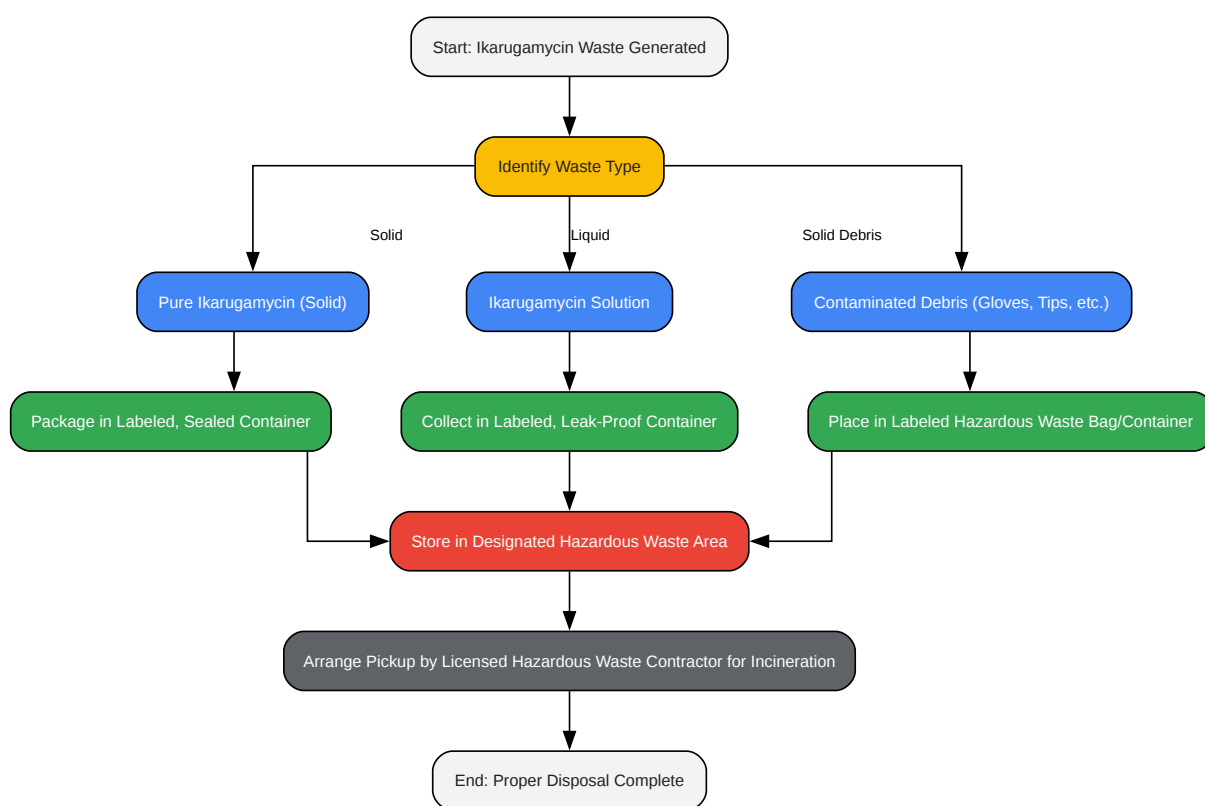 Start: Ikarugamycin Waste Generated
Identify Waste Type
Solid
Liquid
Solid Debris
Pure Ikarugamycin (Solid)
Ikarugamycin Solution
Contaminated Debris (Gloves, Tips, etc.)
Package in Labeled, Sealed Container
Collect in Labeled, Leak-Proof Container
Place in Labeled Hazardous Waste Bag/Container
Store in Designated Hazardous Waste Area
Arrange Pickup by Licensed Hazardous Waste Contractor for Incineration
End: Proper Disposal Complete